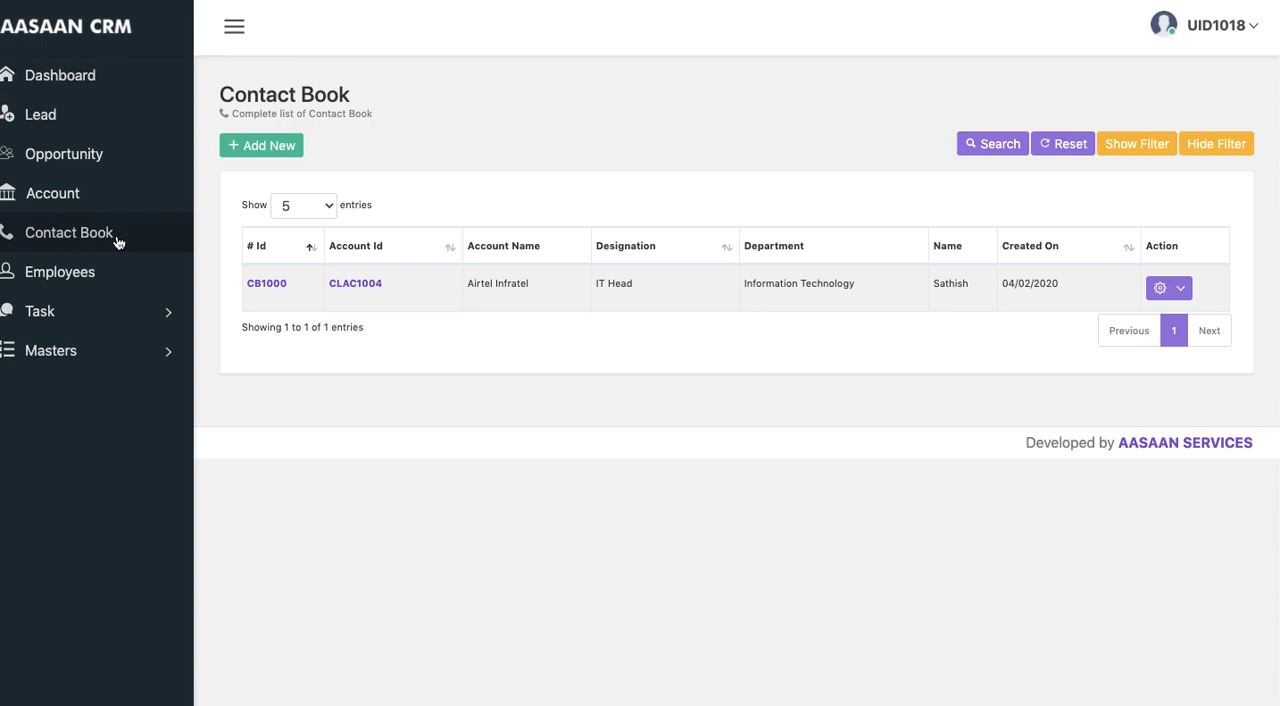 AASAAN CRM
UID1018
Dashboard
Lead
Opportunity
Account
Contact Book
Employees
Task
Masters
Contact Book
Complete list of Contact Book
+ Add New
Search Reset Show Filter Hide Filter
Show 5 entries
# Id Account Id Account Name Designation Department Name Created On Action
CB1000 CLAC1004 Airtel Infratel IT Head Information Technology Sathish 04/02/2020
Showing 1 to 1 of 1 entries
Previous 1 Next
Developed by AASAAN SERVICES